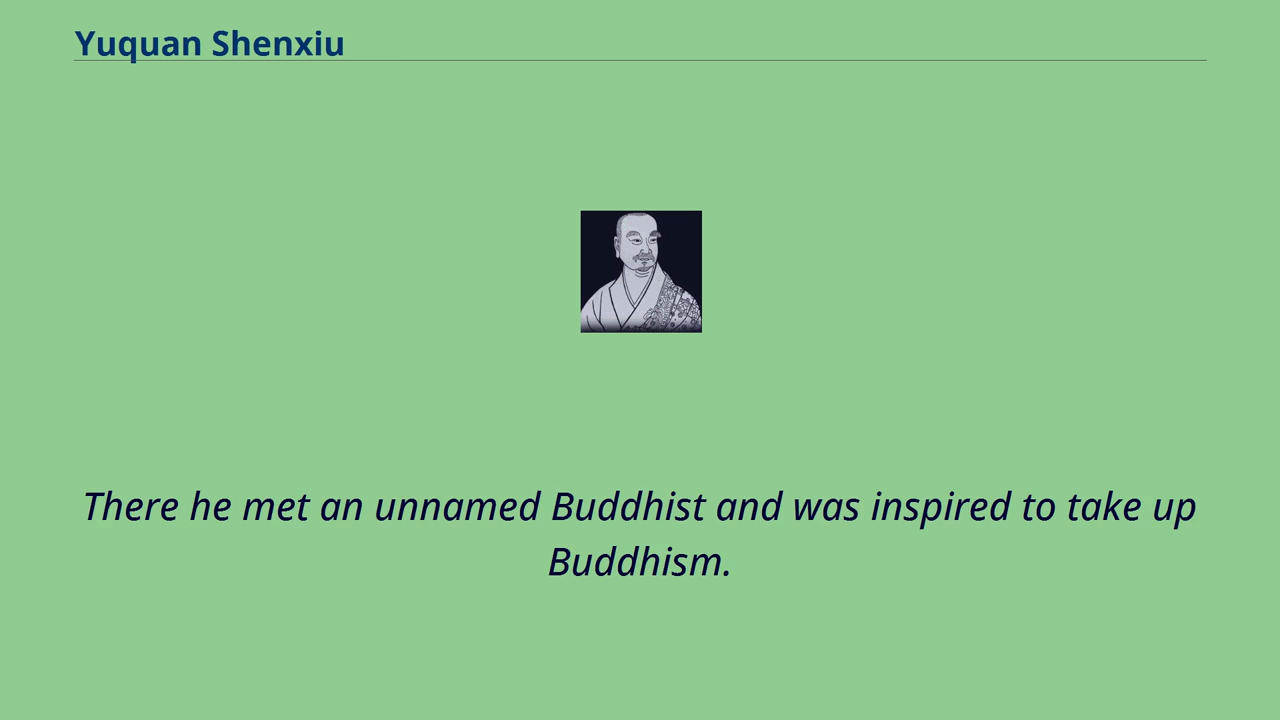 Yuquan Shenxiu
There he met an unnamed Buddhist and was inspired to take up
Buddhism.